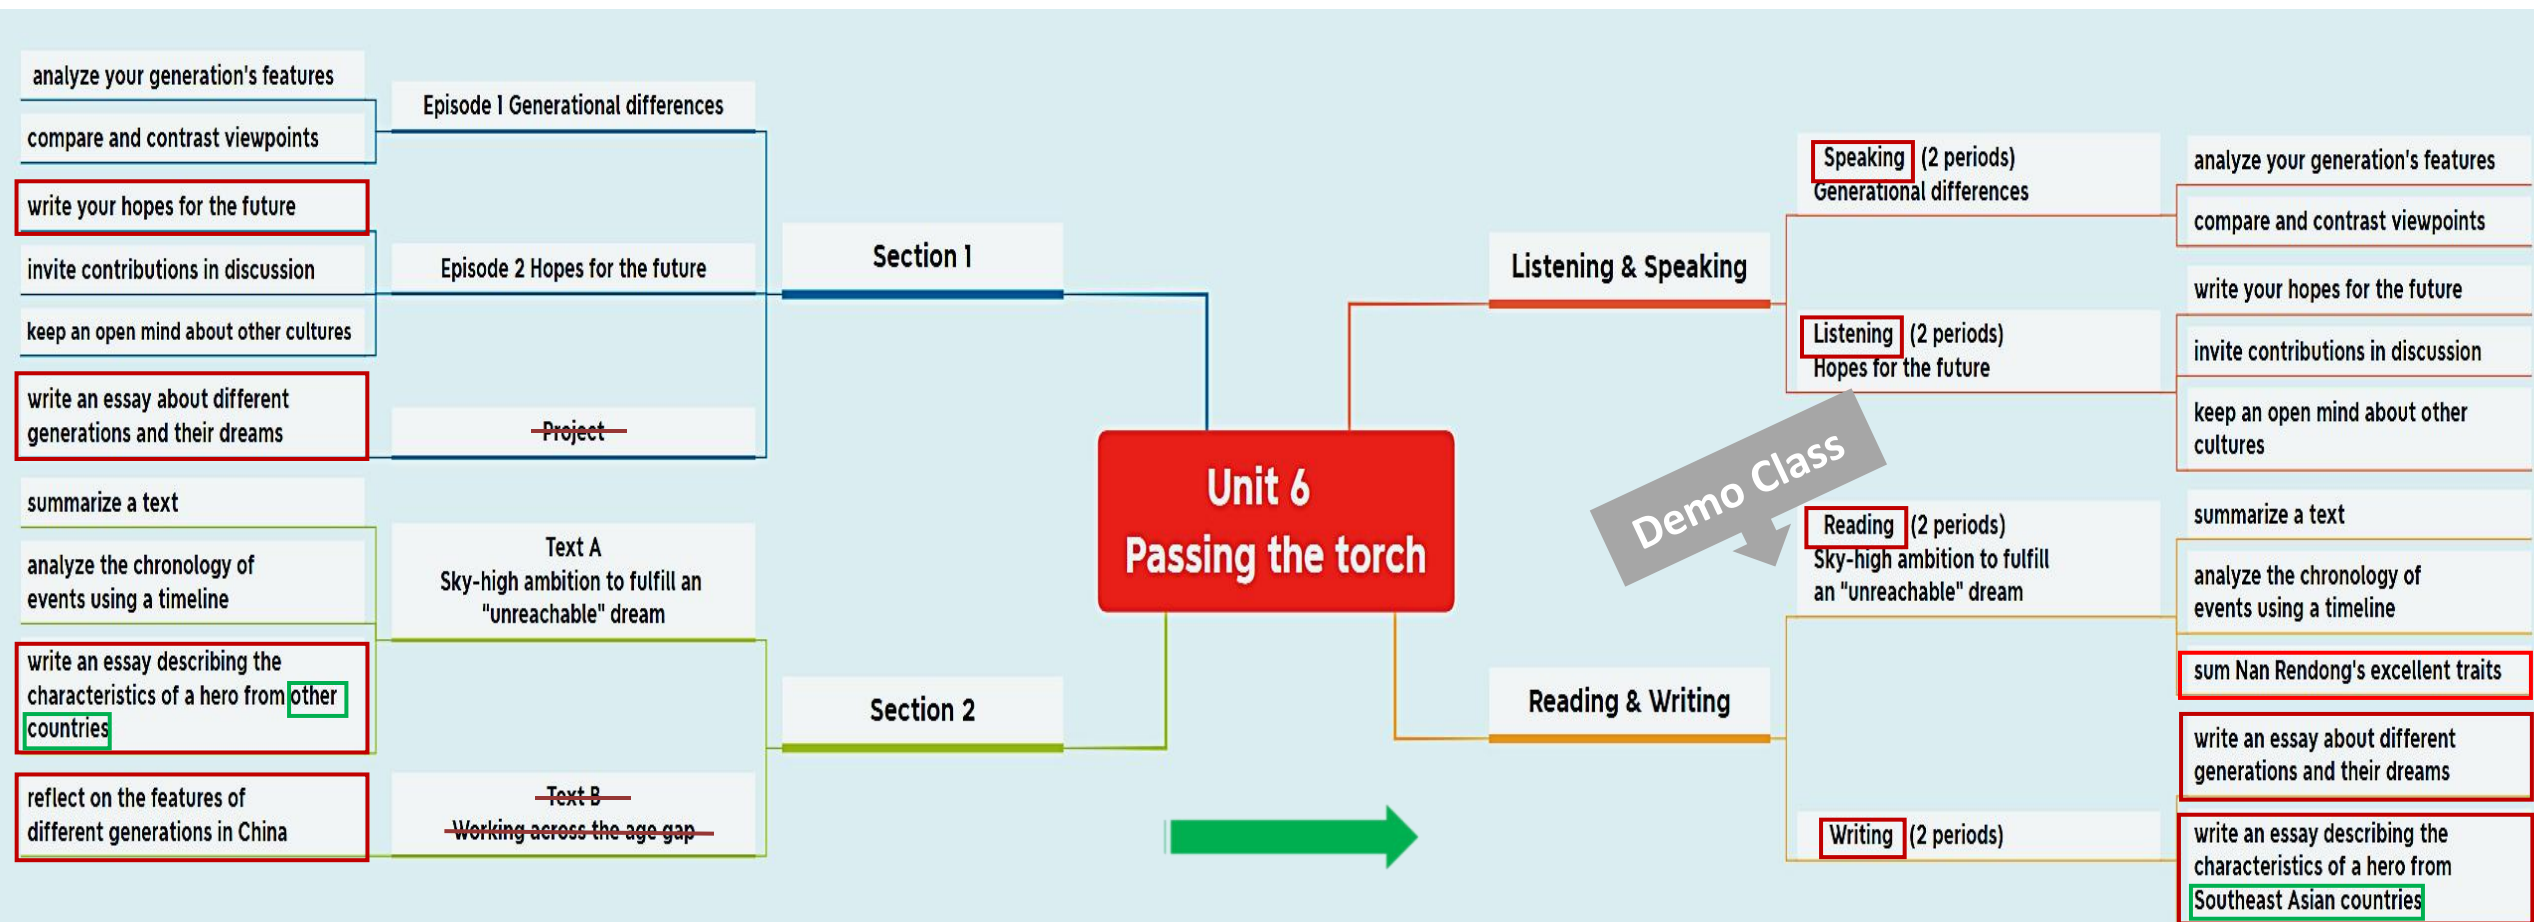 analyze your generation's features
compare and contrast viewpoints
write your hopes for the future
invite contributions in discussion
keep an open mind about other cultures
write an essay about different
generations and their dreams
summarize a text
analyze the chronology of
events using a timeline
write an essay describing the
characteristics of a hero from other
countries
reflect on the features of
different generations in China
Episode 1 Generational differences
Episode 2 Hopes for the future
Project
Text A
Sky-high ambition to fulfill an
"unreachable" dream
Text B
Working across the age gap
Section 1
Section 2
Unit 6
Passing the torch
Listening & Speaking
Reading & Writing
Demo Class
Speaking (2 periods)
Generational differences
Listening (2 periods)
Hopes for the future
Reading (2 periods)
Sky-high ambition to fulfill
an "unreachable" dream
Writing (2 periods)
analyze your generation's features
compare and contrast viewpoints
write your hopes for the future
invite contributions in discussion
keep an open mind about other
cultures
summarize a text
analyze the chronology of
events using a timeline
sum Nan Rendong's excellent traits
write an essay about different
generations and their dreams
write an essay describing the
characteristics of a hero from
Southeast Asian countries